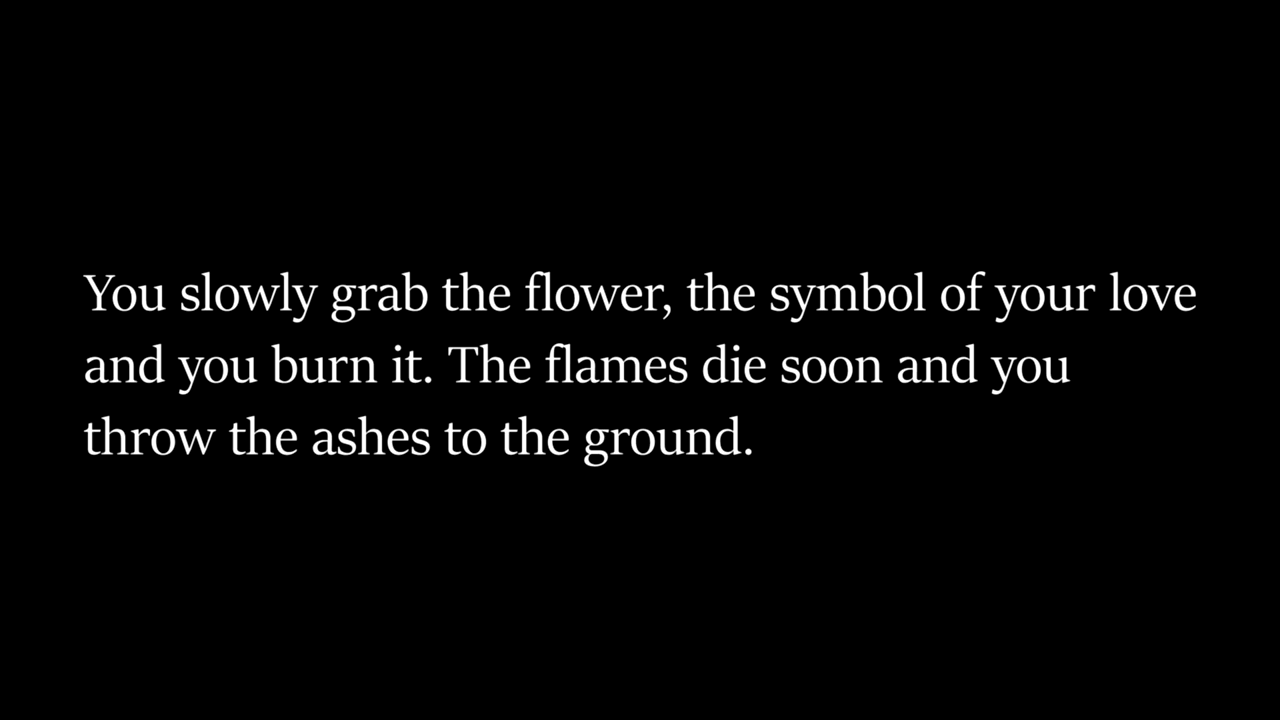 You slowly grab the flower, the symbol of your love
and you burn it. The flames die soon and you
throw the ashes to the ground.